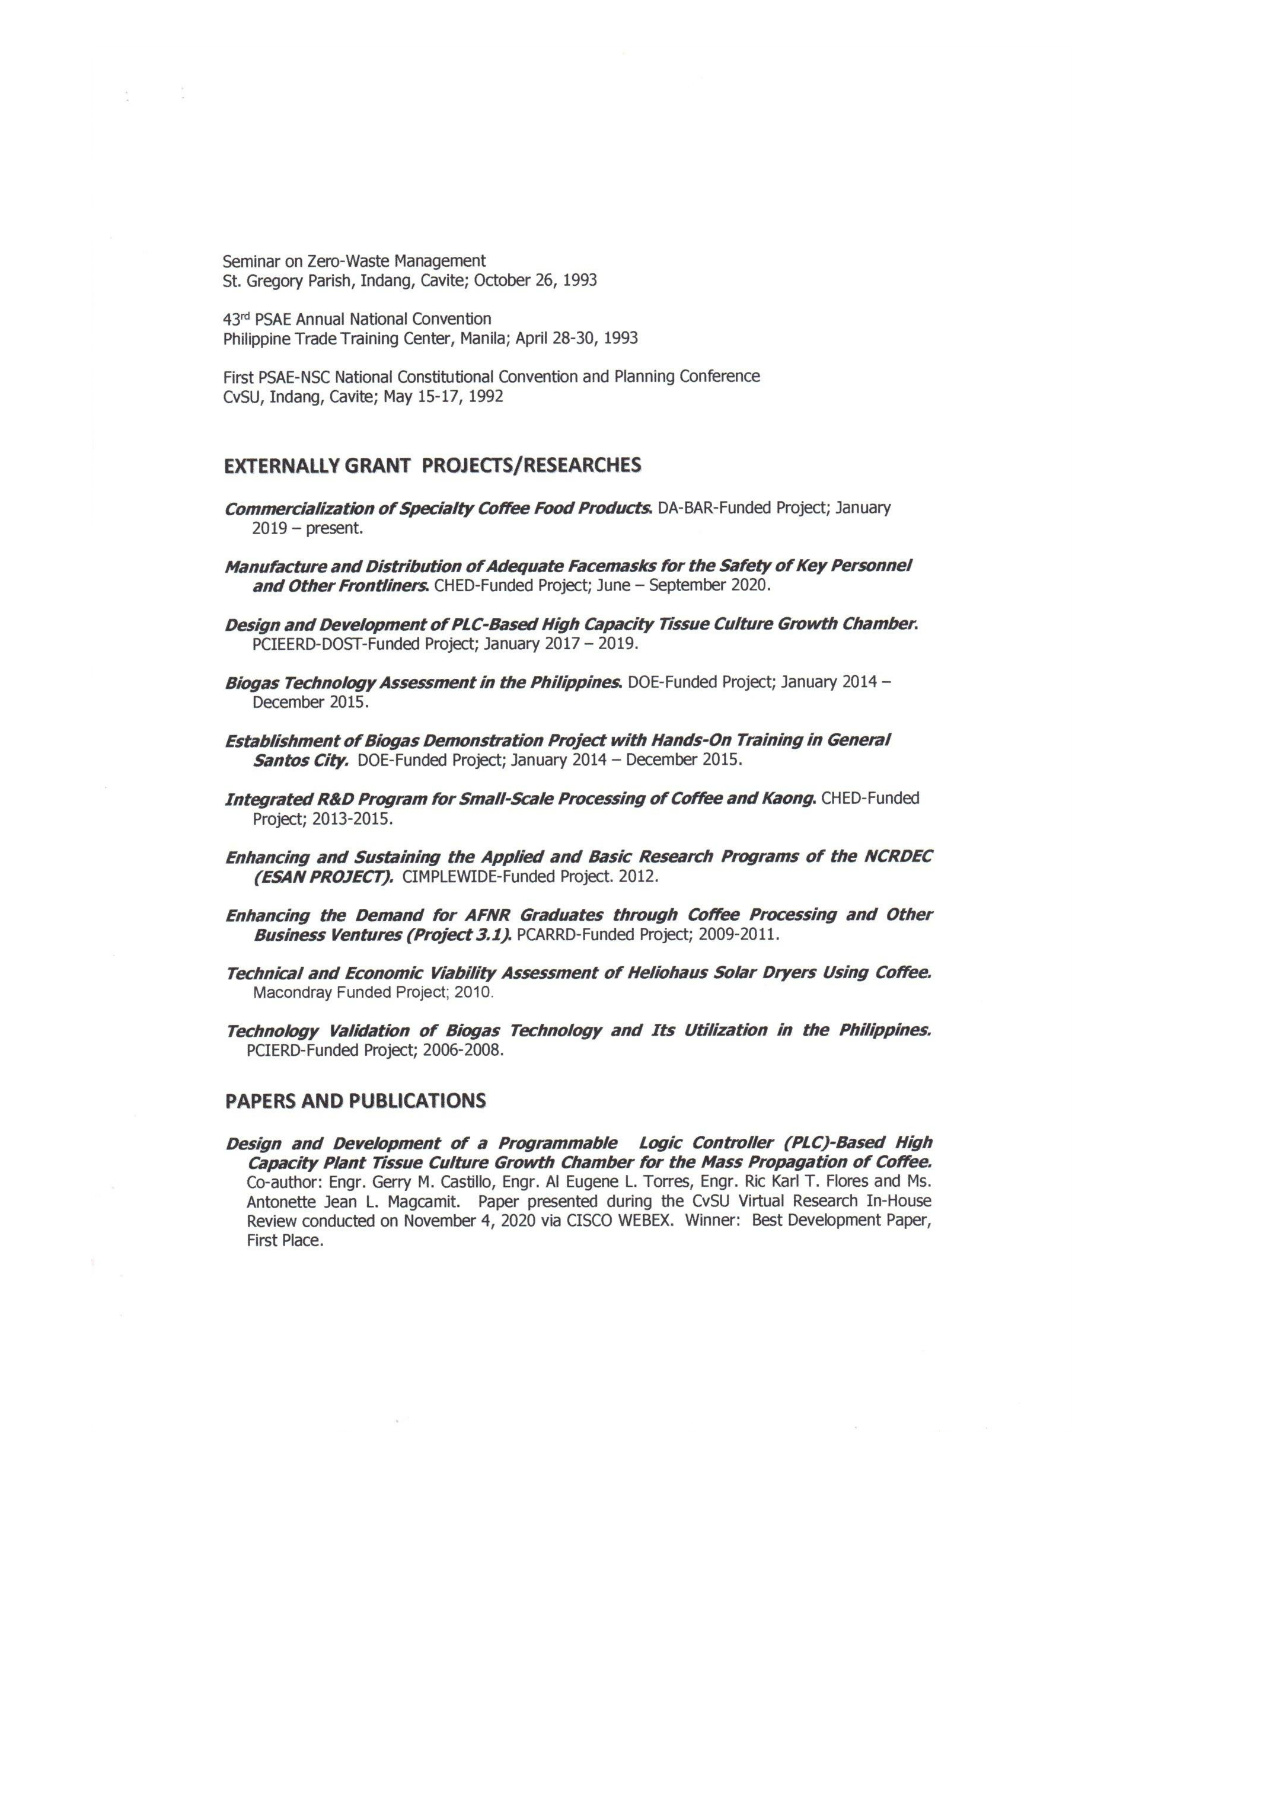 Seminar on Zero-Waste Management
St. Gregory Parish, Indang, Cavite; October 26, 1993
43rd PSAE Annual National Convention
Philippine Trade Training Center, Manila; April 28-30, 1993
First PSAE-NSC National Constitutional Convention and Planning Conference
CvSU, Indang, Cavite; May 15-17, 1992
EXTERNALLY GRANT PROJECTS/RESEARCHES
Commercialization of Specialty Coffee Food Products. DA-BAR-Funded Project; January
2019 – present.
Manufacture and Distribution of Adequate Facemasks for the Safety of Key Personnel
and Other Frontliners. CHED-Funded Project; June – September 2020.
Design and Development of PLC-Based High Capacity Tissue Culture Growth Chamber.
PCIEERD-DOST-Funded Project; January 2017 – 2019.
Biogas Technology Assessment in the Philippines. DOE-Funded Project; January 2014 –
December 2015.
Establishment of Biogas Demonstration Project with Hands-On Training in General
Santos City. DOE-Funded Project; January 2014 – December 2015.
Integrated R&D Program for Small-Scale Processing of Coffee and Kaong. CHED-Funded
Project; 2013-2015.
Enhancing and Sustaining the Applied and Basic Research Programs of the NCRDEC
(ESAN PROJECT). CIMPLEWIDE-Funded Project. 2012.
Enhancing the Demand for AFNR Graduates through Coffee Processing and Other
Business Ventures (Project 3.1). PCARRD-Funded Project; 2009-2011.
Technical and Economic Viability Assessment of Heliohaus Solar Dryers Using Coffee.
Macondray Funded Project; 2010.
Technology Validation of Biogas Technology and Its Utilization in the Philippines.
PCIERD-Funded Project; 2006-2008.
PAPERS AND PUBLICATIONS
Design and Development of a Programmable Logic Controller (PLC)-Based High
Capacity Plant Tissue Culture Growth Chamber for the Mass Propagation of Coffee.
Co-author: Engr. Gerry M. Castillo, Engr. Al Eugene L. Torres, Engr. Ric Karl T. Flores and Ms.
Antonette Jean L. Magcamit. Paper presented during the CvSU Virtual Research In-House
Review conducted on November 4, 2020 via CISCO WEBEX. Winner: Best Development Paper,
First Place.